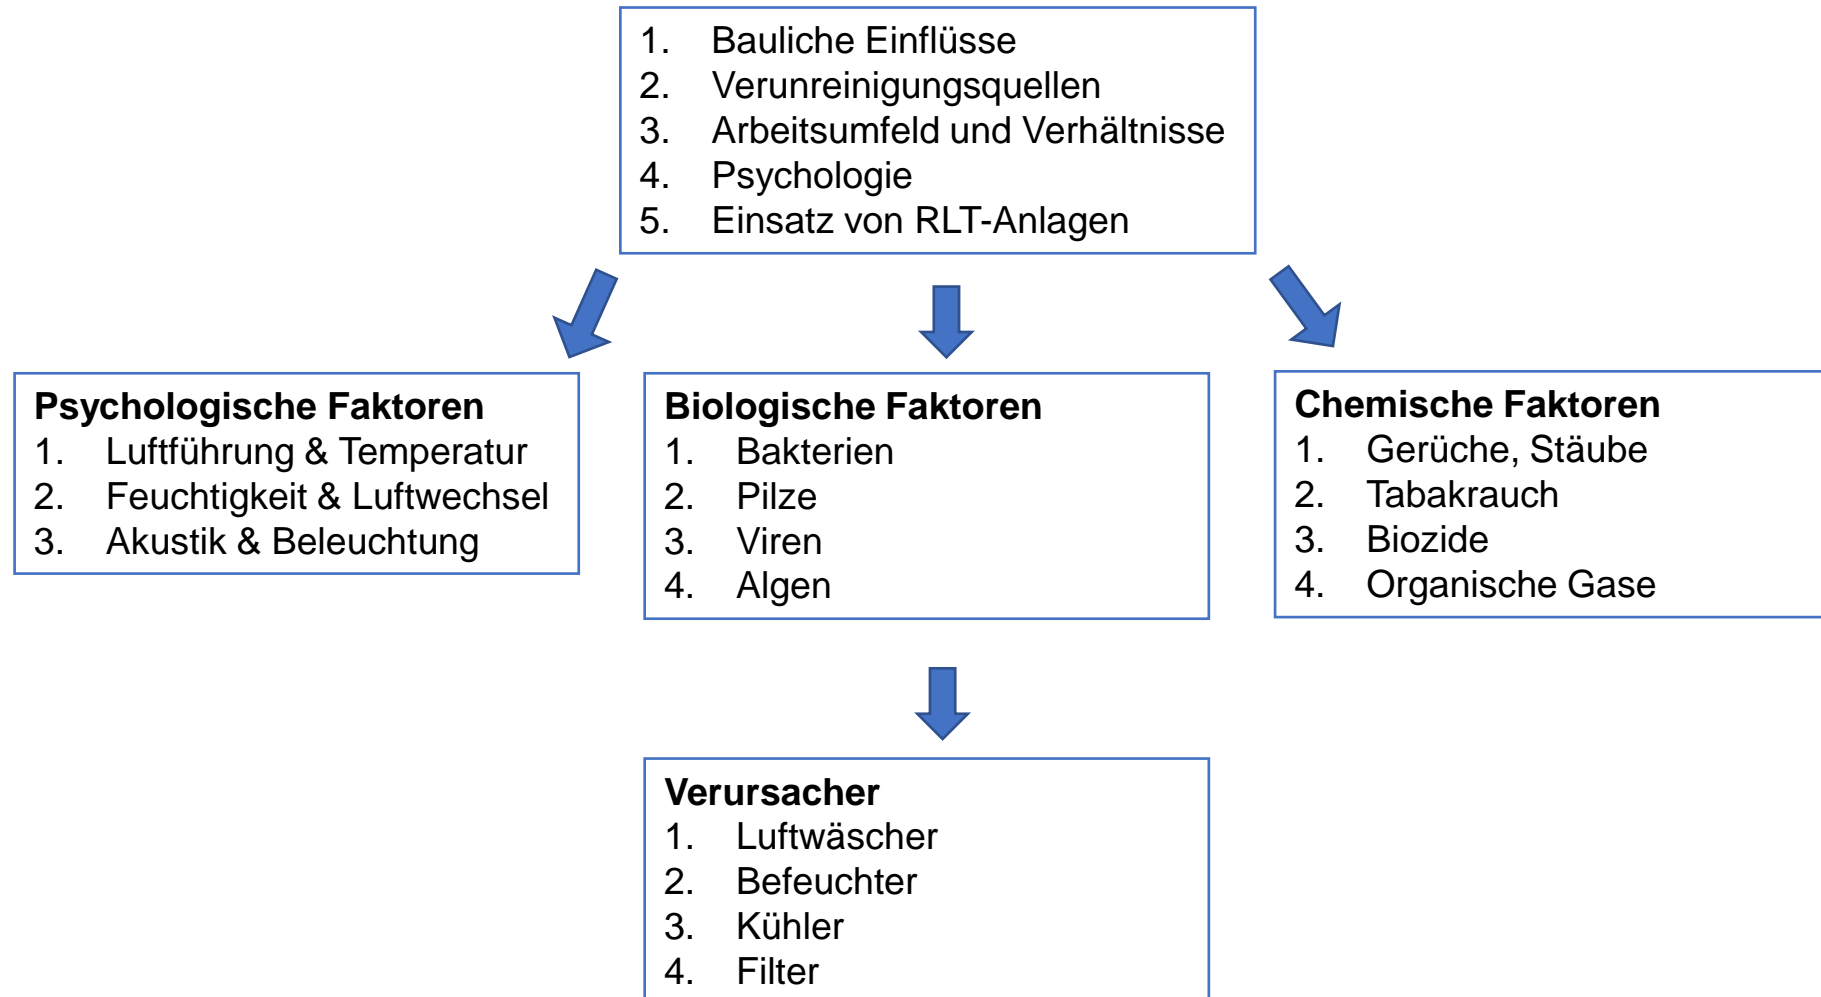 1. Bauliche Einflüsse
2. Verunreinigungsquellen
3. Arbeitsumfeld und Verhältnisse
4. Psychologie
5. Einsatz von RLT-Anlagen
Psychologische Faktoren
1. Luftführung & Temperatur
2. Feuchtigkeit & Luftwechsel
3. Akustik & Beleuchtung
Biologische Faktoren
1. Bakterien
2. Pilze
3. Viren
4. Algen
Chemische Faktoren
1. Gerüche, Stäube
2. Tabakrauch
3. Biozide
4. Organische Gase
Verursacher
1. Luftwäscher
2. Befeuchter
3. Kühler
4. Filter